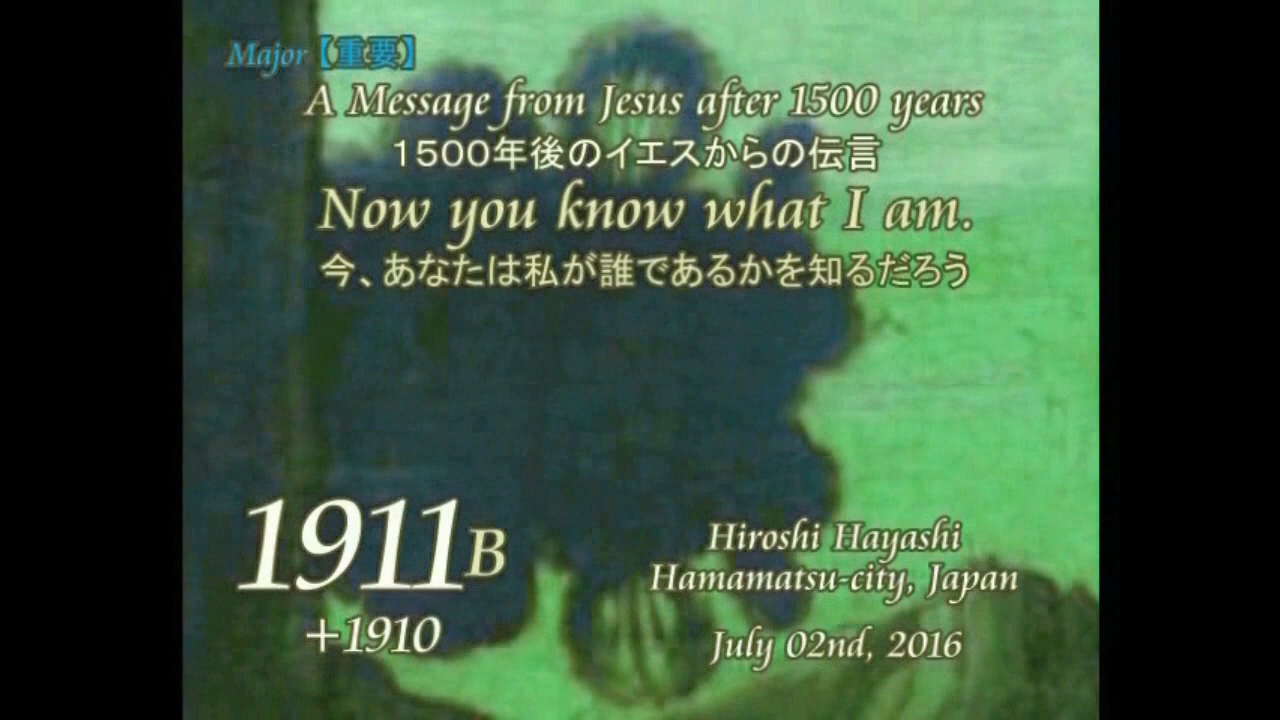 Major【重要】
A Message from Jesus after 1500 years
１５００年後のイエスからの伝言
Now you know what I am.
今、あなたは私が誰であるかを知るだろう
1911B
+1910
Hiroshi Hayashi
Hamamatsu-city, Japan
July 02nd, 2016